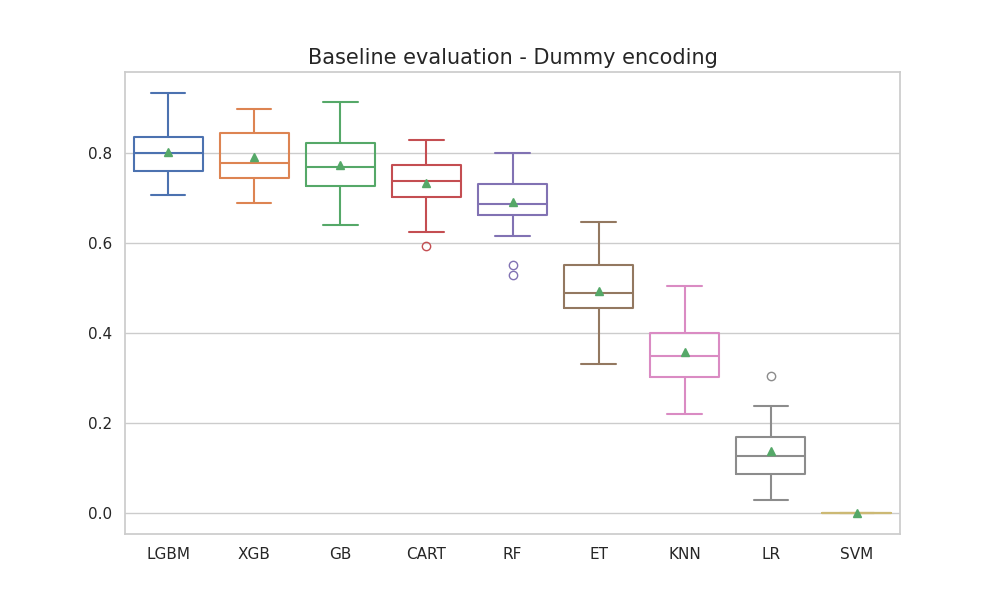 Baseline evaluation - Dummy encoding
0.8
0.6
0.4
0.2
0.0
LGBM XGB GB CART RF ET KNN LR SVM